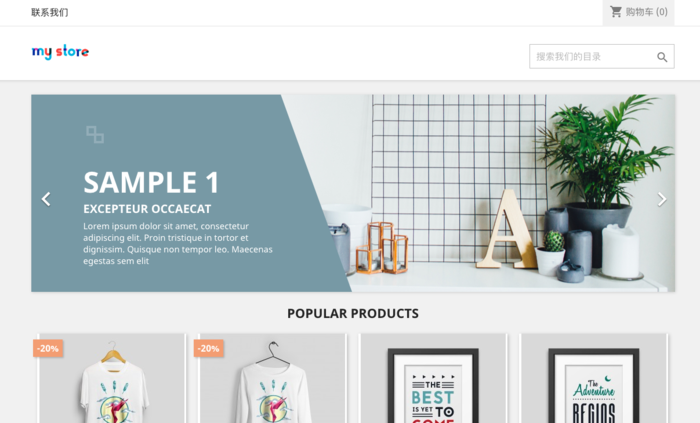 联系我们
购物车 (0)
my store
搜索我们的目录
SAMPLE 1
EXCEPTEUR OCCAECAT
Lorem ipsum dolor sit amet, consectetur
adipiscing elit. Proin tristique in tortor et
dignissim. Quisque non tempor leo. Maecenas
egestas sem elit
A
POPULAR PRODUCTS
-20%
-20%
THE
BEST
IS YET TO
COME
The
Adventure
BEGINS